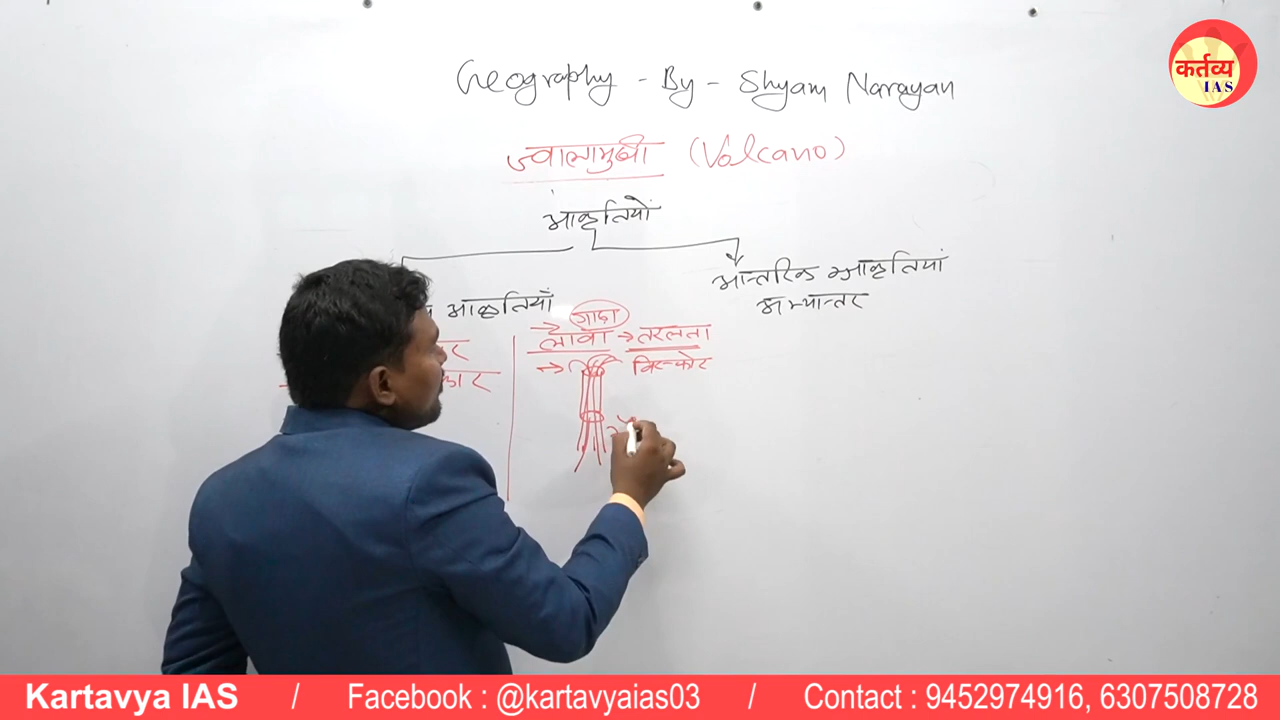 कर्तव्य
IAS
Geography - By - Shyam Narayan
ज्वालामुखी (Volcano)
आकृतियाँ
आन्तरिक आकृतियां
अभ्यान्तर
आकृतियाँ
गाढ़ा
लावा → तरलता
विस्फोट
Kartavya IAS / Facebook : @kartavyaias03 / Contact : 9452974916, 6307508728